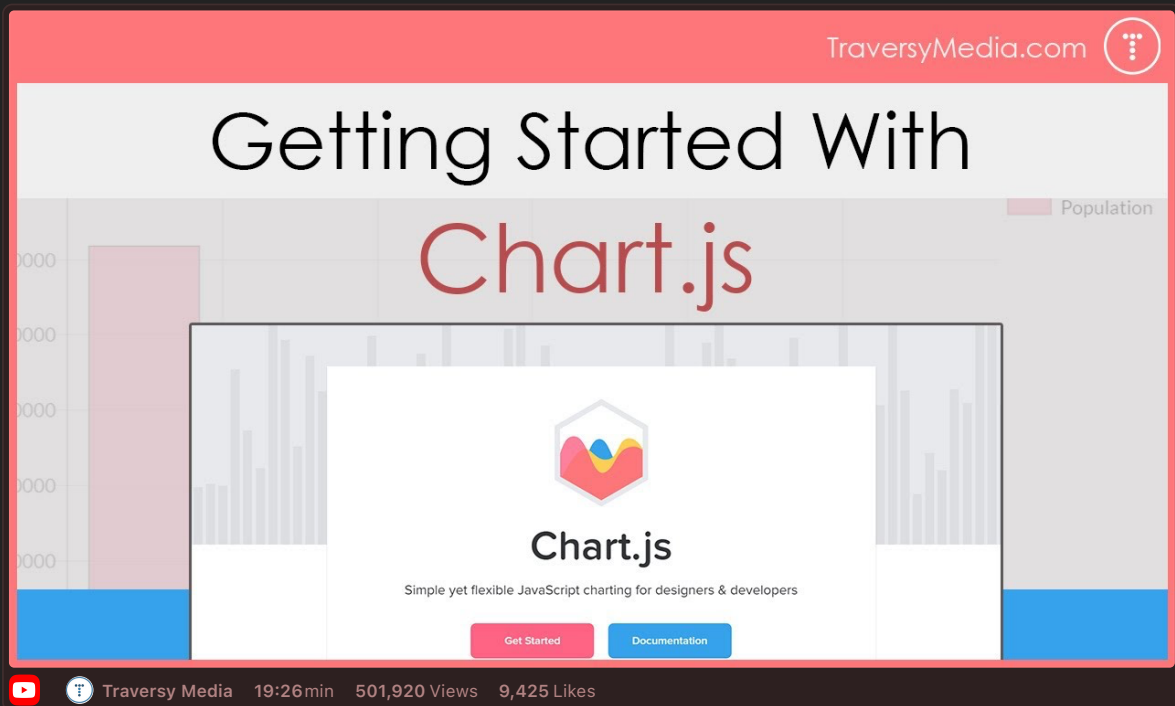 TraversyMedia.com
Getting Started With
Population
Chart.js
Chart.js
Simple yet flexible JavaScript charting for designers & developers
Get Started Documentation
Traversy Media 19:26min 501,920 Views 9,425 Likes